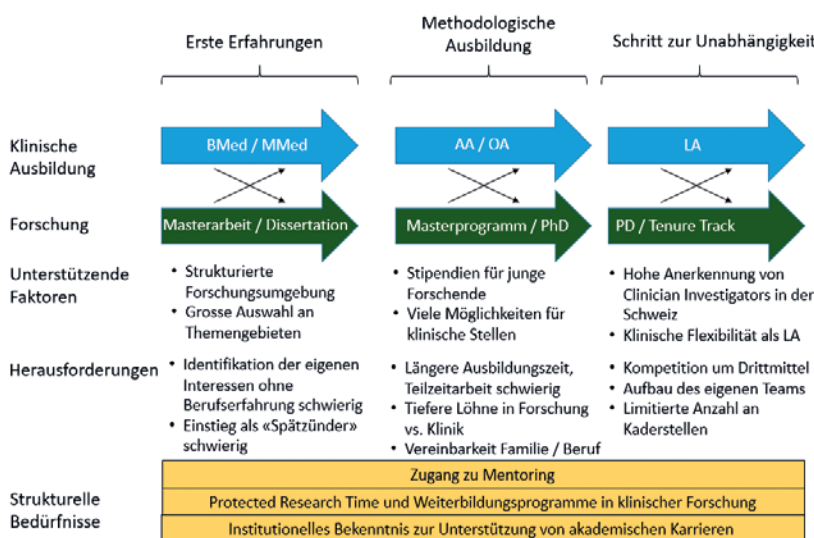 Erste Erfahrungen
Methodologische
Ausbildung
Schritt zur Unabhängigkeit
Klinische
Ausbildung
BMed / MMed
AA / OA
LA
Forschung
Masterarbeit / Dissertation
Masterprogramm / PhD
PD / Tenure Track
Unterstützende
Faktoren
• Strukturierte
Forschungsumgebung
• Grosse Auswahl an
Themengebieten
• Stipendien für junge
Forschende
• Viele Möglichkeiten für
klinische Stellen
• Hohe Anerkennung von
Clinician Investigators in der
Schweiz
• Klinische Flexibilität als LA
Herausforderungen
• Identifikation der eigenen
Interessen ohne
Berufserfahrung schwierig
• Einstieg als «Spätzünder»
schwierig
• Längere Ausbildungszeit,
Teilzeitarbeit schwierig
• Tiefere Löhne in Forschung
vs. Klinik
• Vereinbarkeit Familie / Beruf
• Kompetition um Drittmittel
• Aufbau des eigenen Teams
• Limitierte Anzahl an
Kaderstellen
Strukturelle
Bedürfnisse
Zugang zu Mentoring
Protected Research Time und Weiterbildungsprogramme in klinischer Forschung
Institutionelles Bekenntnis zur Unterstützung von akademischen Karrieren